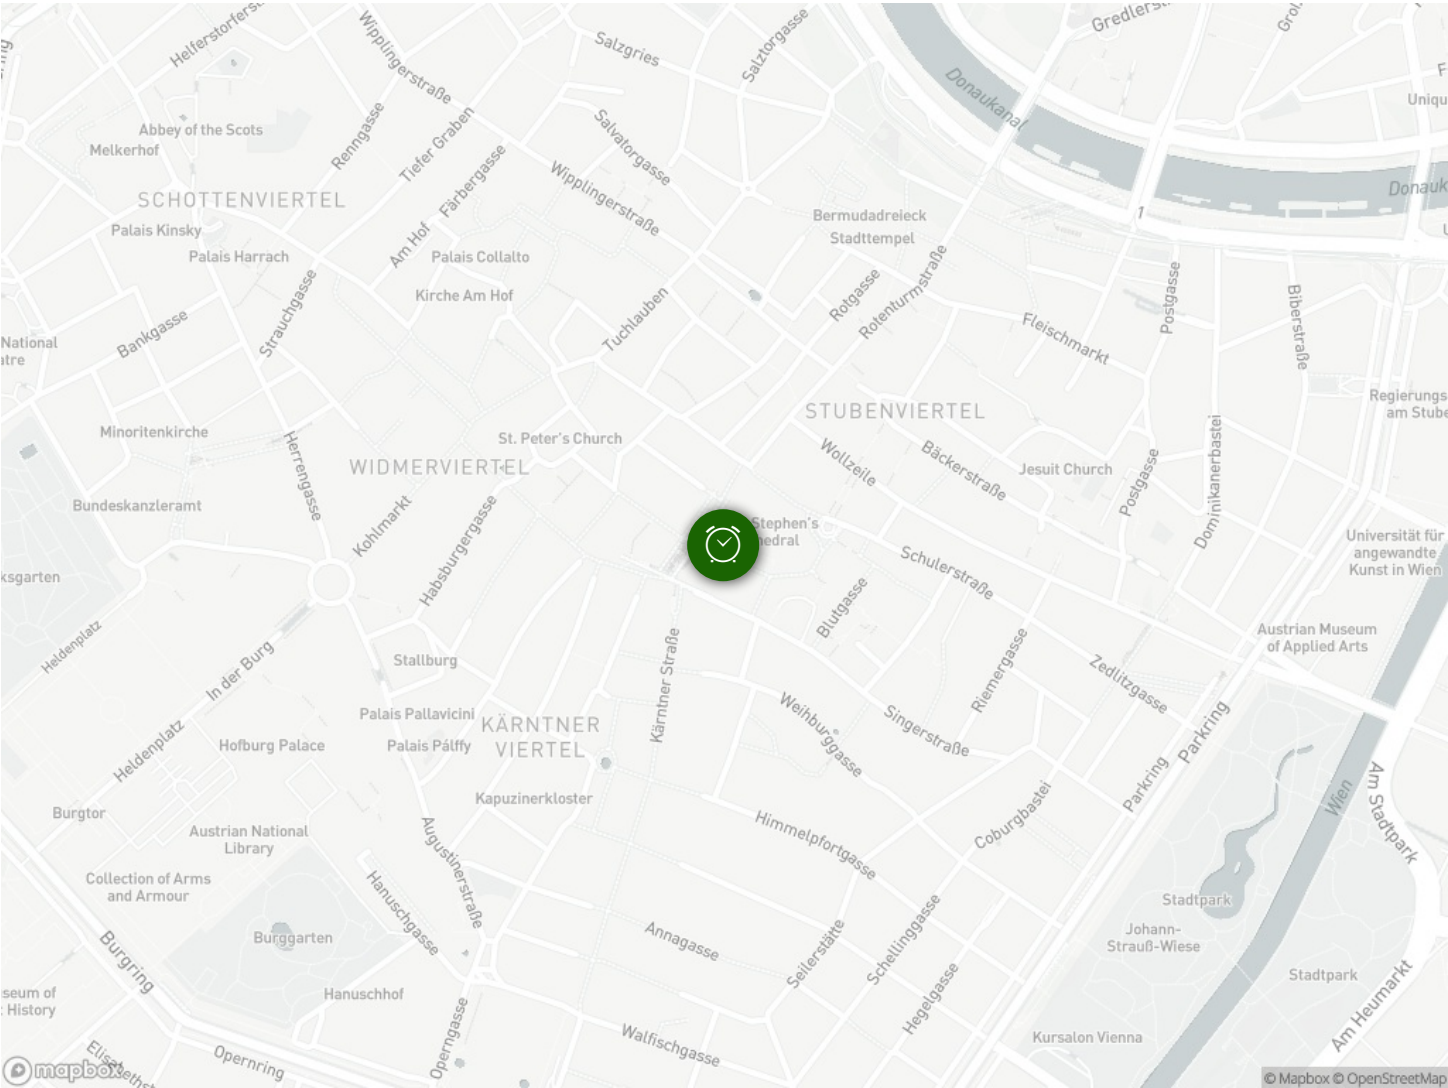 Helferstorferst
Wipplingerstraße
Salzgries
Salztorgasse
Gredlerst
Donaukanal
Abbey of the Scots
Melkerhof
Renngasse
Tiefer Graben
Salvatorgasse
Färbergasse
Wipplingerstraße
Uniqu
Donauk
SCHOTTENVIERTEL
Palais Kinsky
Palais Harrach
Am Hof
Palais Collalto
Kirche Am Hof
Bermudadreieck
Stadttempel
1
Strauchgasse
Bankgasse
National
atre
Tuchlauben
Rotgasse
Rotenturmstraße
Fleischmarkt
Postgasse
Biberstraße
Regierungs
am Stube
STUBENVIERTEL
Minoritenkirche
Herrengasse
St. Peter's Church
WIDMERVIERTEL
Wollzeile
Bäckerstraße
Jesuit Church
Postgasse
Dominikanerbastei
Bundeskanzleramt
Kohlmarkt
Habsburgergasse
Stephen's
hedral
Schulerstraße
Universität für
angewandte
Kunst in Wien
ksgarten
Heldenplatz
In der Burg
Stallburg
Blutgasse
Riemergasse
Zedlitzgasse
Austrian Museum
of Applied Arts
Kärntner Straße
Palais Pallavicini
Palais Pálffy
KÄRNTNER
VIERTEL
Weihburggasse
Singerstraße
Parkring
Parkring
Heldenplatz
Hofburg Palace
Burgtor
Kapuzinerkloster
Austrian National
Library
Augustinerstraße
Himmelpfortgasse
Coburgbastei
Wien
Am Stadtpark
Collection of Arms
and Armour
Hanuschgasse
Stadtpark
Johann-
Strauß-Wiese
Burggarten
Annagasse
Seilerstätte
Schellinggasse
Hegelgasse
Stadtpark
Burgring
seum of
History
Hanuschhof
Operngasse
Walfischgasse
Kursalon Vienna
Am Heumarkt
Opernring
Elisabethst
mapbox
© Mapbox © OpenStreetMap